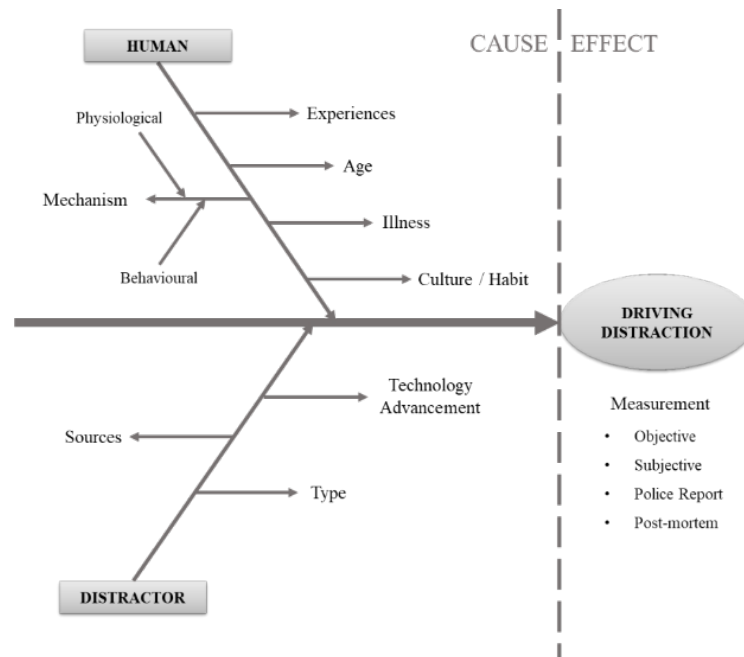 HUMAN
CAUSE
EFFECT
Physiological
Experiences
Age
Mechanism
Illness
Behavioural
Culture / Habit
DRIVING
DISTRACTION
Technology
Advancement
Sources
Type
Measurement
• Objective
• Subjective
• Police Report
• Post-mortem
DISTRACTOR